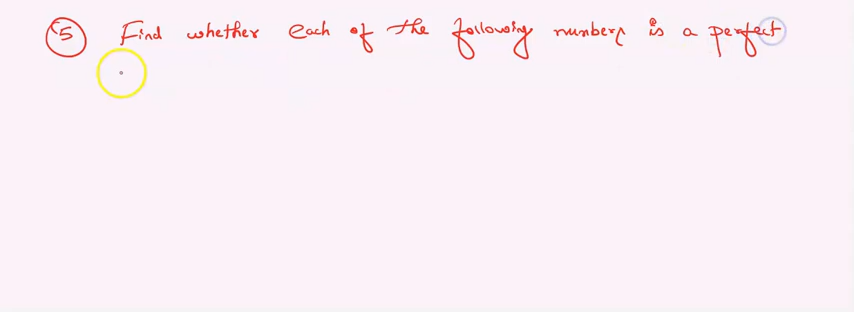 5 Find whether each of the following numbers is a perfect